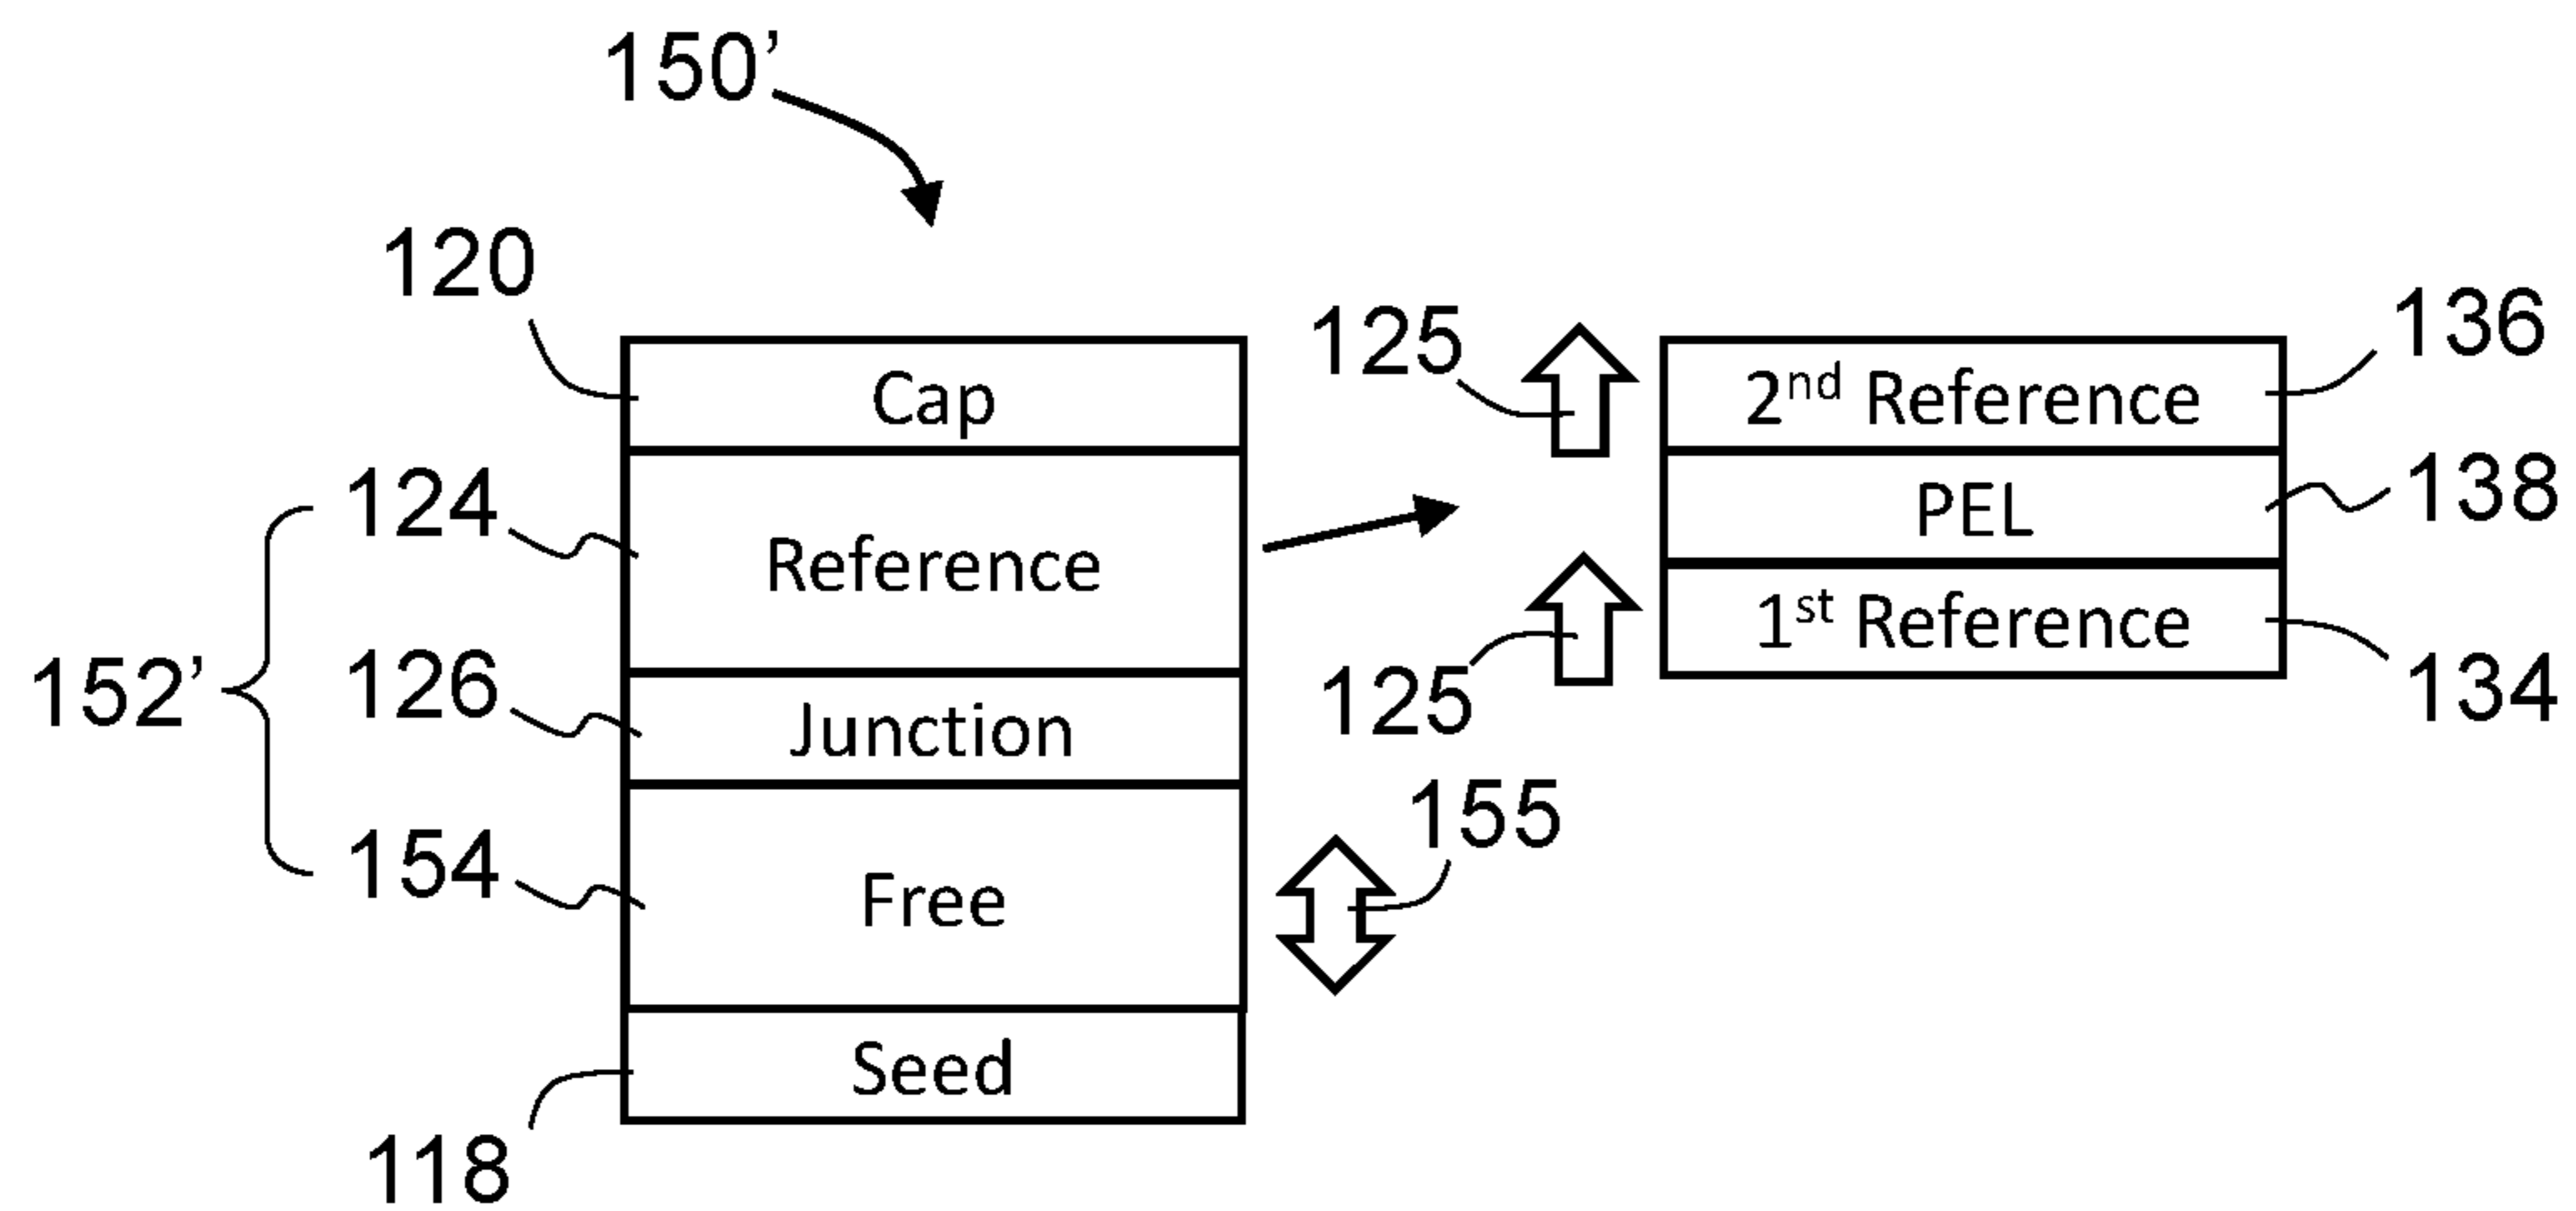 150’
120
Cap
125
2nd Reference
136
124
Reference
PEL
138
152’
126
Junction
125
1st Reference
134
154
Free
155
Seed
118